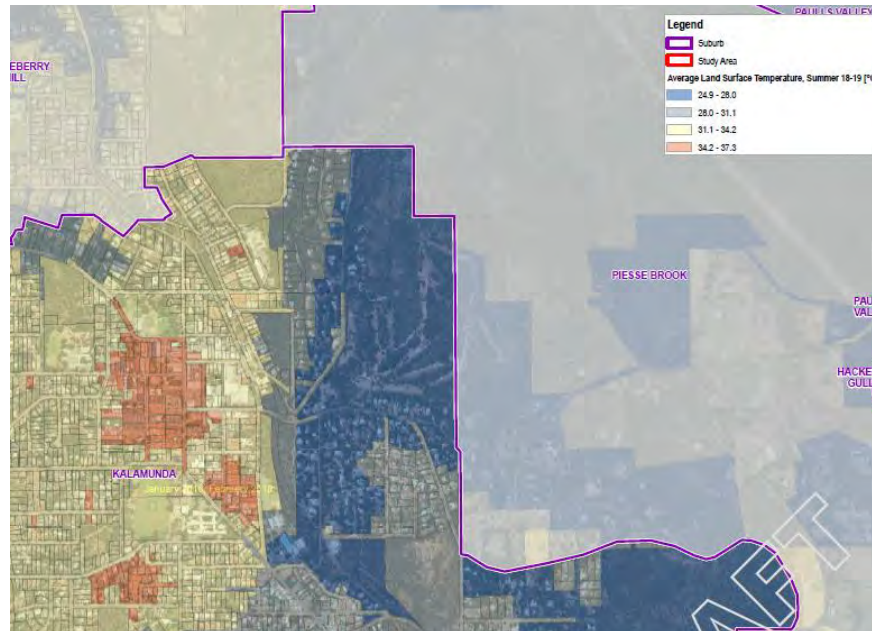 PAULLS VALLEY
Legend
Suburb
Study Area
Average Land Surface Temperature, Summer 18-19 [°
24.9 - 28.0
28.0 - 31.1
31.1 - 34.2
34.2 - 37.3
EBERRY
ILL
PIESSE BROOK
PAU
VAL
HACKE
GULL
KALAMUNDA
AFT